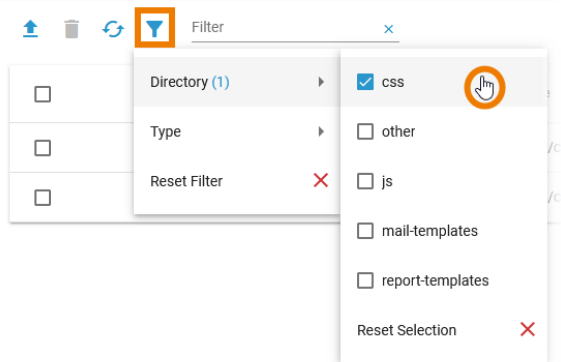 Filter
Directory (1)
Type
Reset Filter
css
other
js
mail-templates
report-templates
Reset Selection